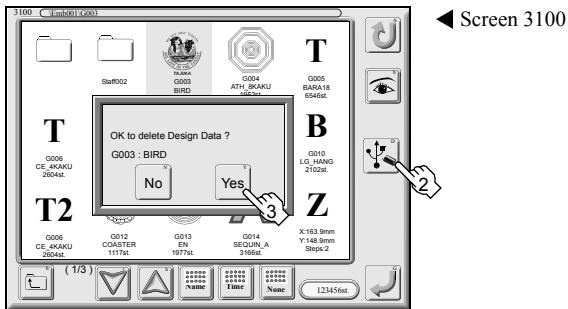 3100 \Emb001\G003
◀ Screen 3100
A
B
D
T
Staff002
G003
BIRD
G004
ATH_8KAKU
1952st.
G005
BARA18
6546st.
OK to delete Design Data ?
G003 : BIRD
N
No
Y
Yes
3
2
T
G006
CE_4KAKU
2604st.
B
G010
LG_HANG
2102st.
T2
G006
CE_4KAKU
2604st.
G012
COASTER
1117st.
G013
EN
1977st.
G014
SEQUIN_A
3166st.
Z
X:163.9mm
Y:148.9mm
Steps:2
( 1/3 )
Name
Time
None
123456st.